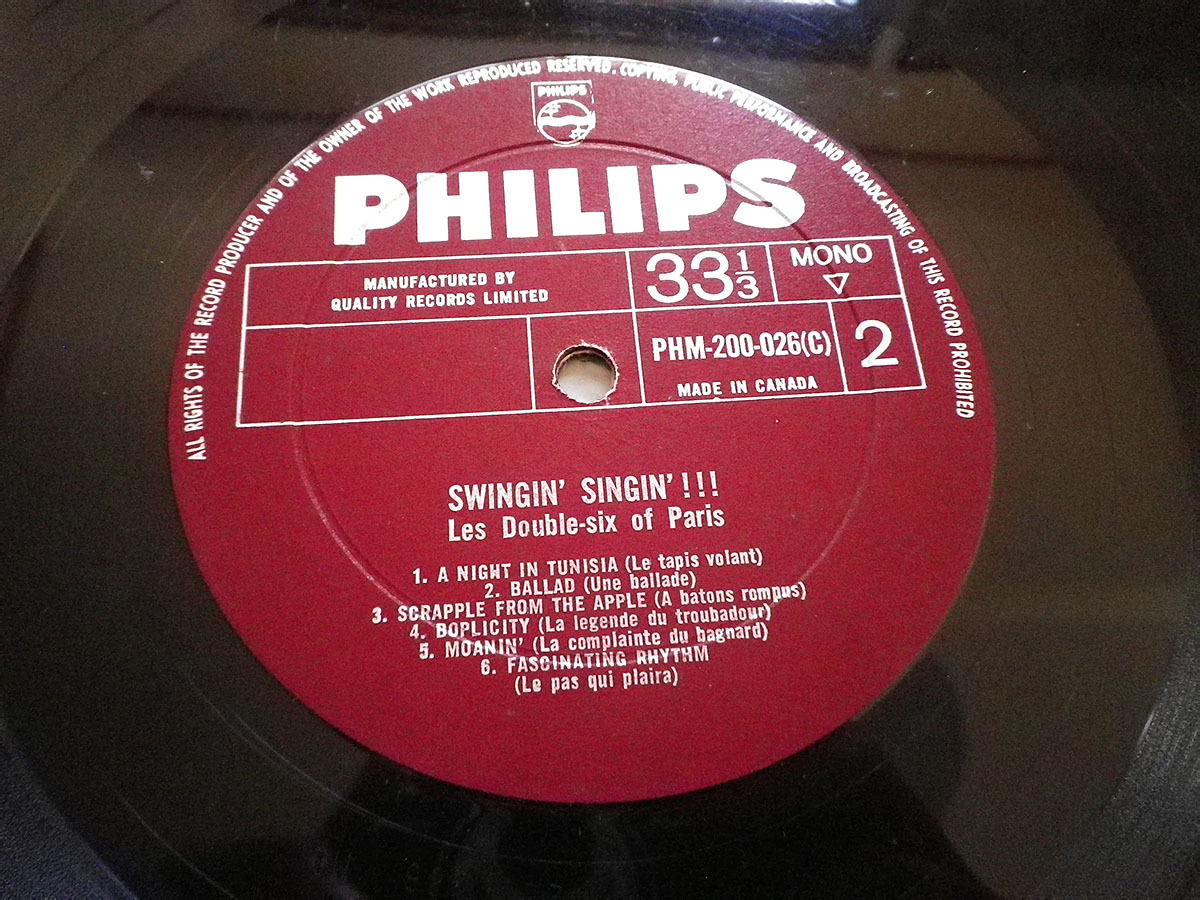 ALL RIGHTS OF THE RECORD PRODUCER AND OF THE OWNER OF THE WORK REPRODUCED RESERVED. COPYING, PUBLIC PERFORMANCE AND BROADCASTING OF THIS RECORD PROHIBITED
PHILIPS
PHILIPS
MANUFACTURED BY
QUALITY RECORDS LIMITED
33 1/3
MONO
PHM-200-026(C)
MADE IN CANADA
2
SWINGIN' SINGIN'!!!
Les Double-six of Paris
1. A NIGHT IN TUNISIA (Le tapis volant)
2. BALLAD (Une ballade)
3. SCRAPPLE FROM THE APPLE (A batons rompus)
4. BOPLICITY (La legende du troubadour)
5. MOANIN' (La complainte du bagnard)
6. FASCINATING RHYTHM
(Le pas qui plaira)